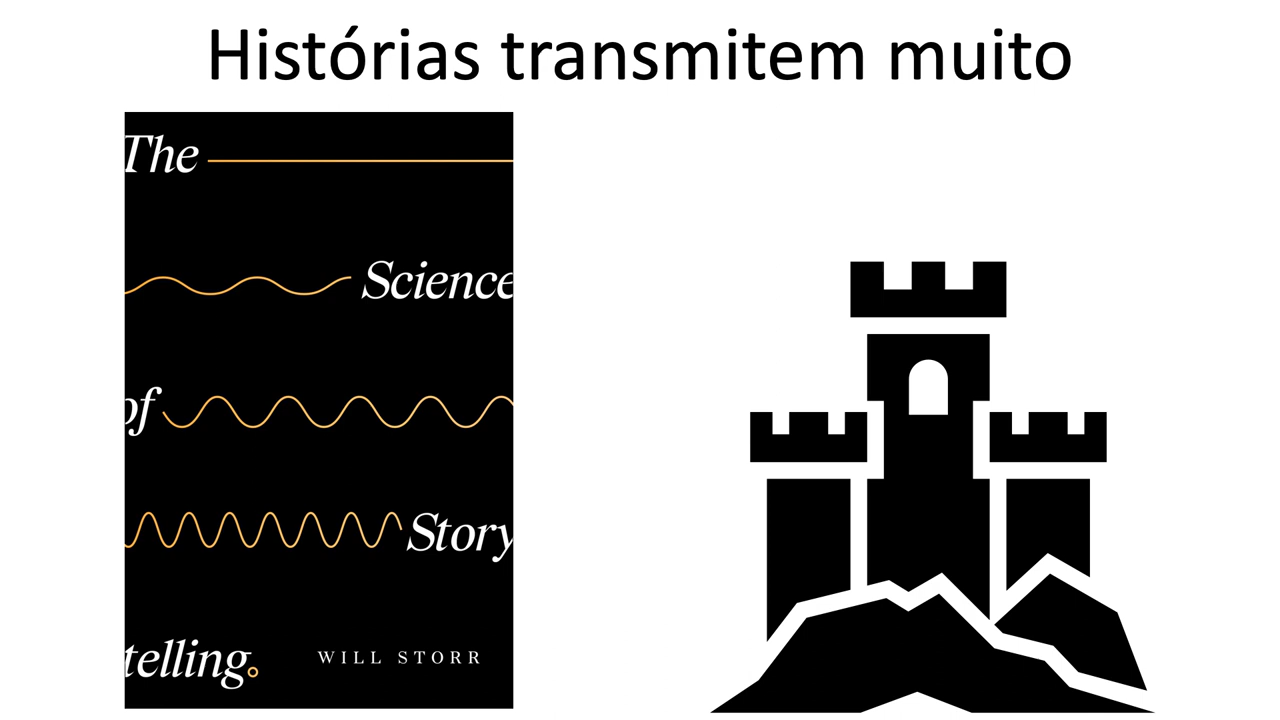 Histórias transmitem muito
The
Science
of
Story
telling.
WILL STORR